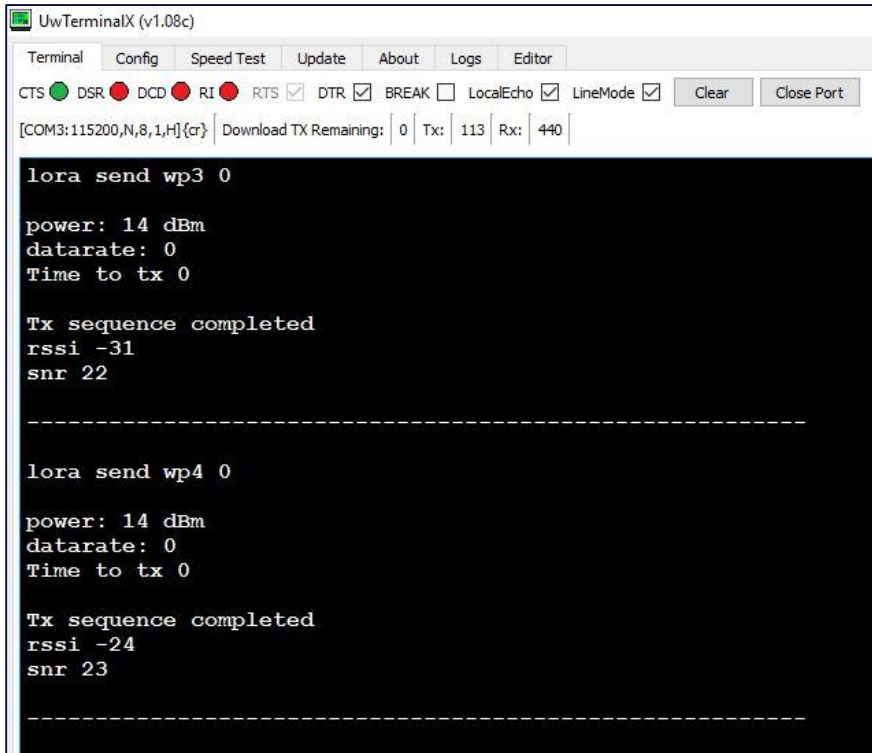 UwTerminalX (v1.08c)
Terminal Config Speed Test Update About Logs Editor
CTS DSR DCD RI RTS DTR BREAK LocalEcho LineMode Clear Close Port
[COM3:115200,N,8,1,H]{cr} Download TX Remaining: 0 Tx: 113 Rx: 440
lora send wp3 0
power: 14 dBm
datarate: 0
Time to tx 0
Tx sequence completed
rssi -31
snr 22
----------------------------------------------------------
lora send wp4 0
power: 14 dBm
datarate: 0
Time to tx 0
Tx sequence completed
rssi -24
snr 23
----------------------------------------------------------